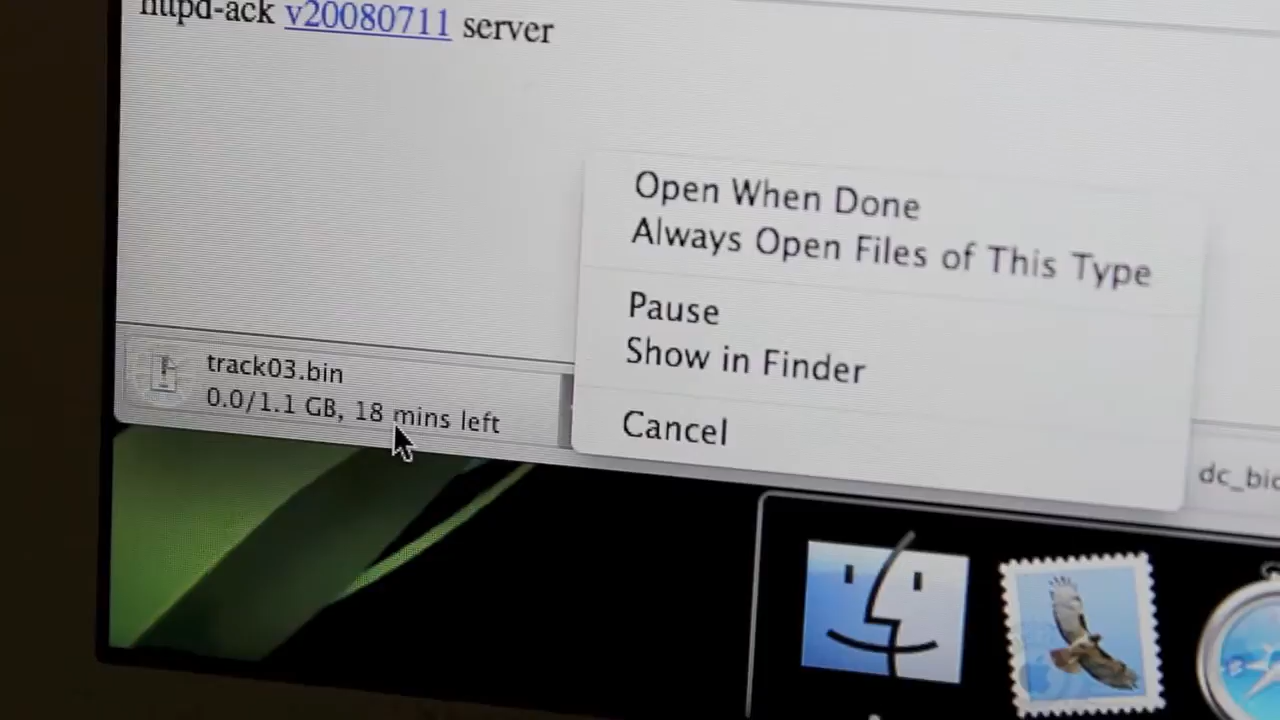 httpd-ack v20080711 server
Open When Done
Always Open Files of This Type
Pause
Show in Finder
Cancel
track03.bin
0.0/1.1 GB, 18 mins left